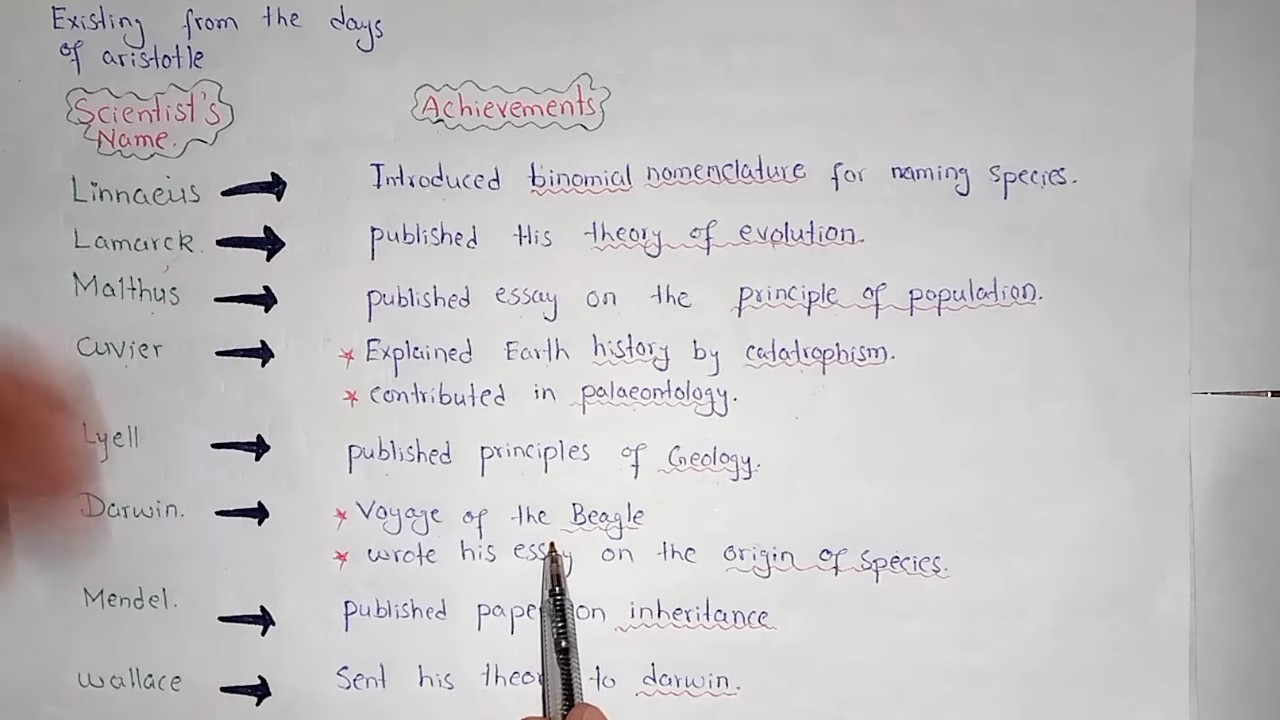 Existing from the days
of aristotle
Scientist's
Name.
Achievements
Linnaeus
Introduced binomial nomenclature for naming species.
Lamarck.
published His theory of evolution.
Malthus
published essay on the principle of population.
Cuvier
* Explained Earth history by catatrophism.
* contributed in palaeontology.
Lyell
published principles of Geology.
Darwin.
* Voyage of the Beagle
* wrote his essay on the origin of species.
Mendel.
published on inheritance
Wallace
Sent his to darwin.